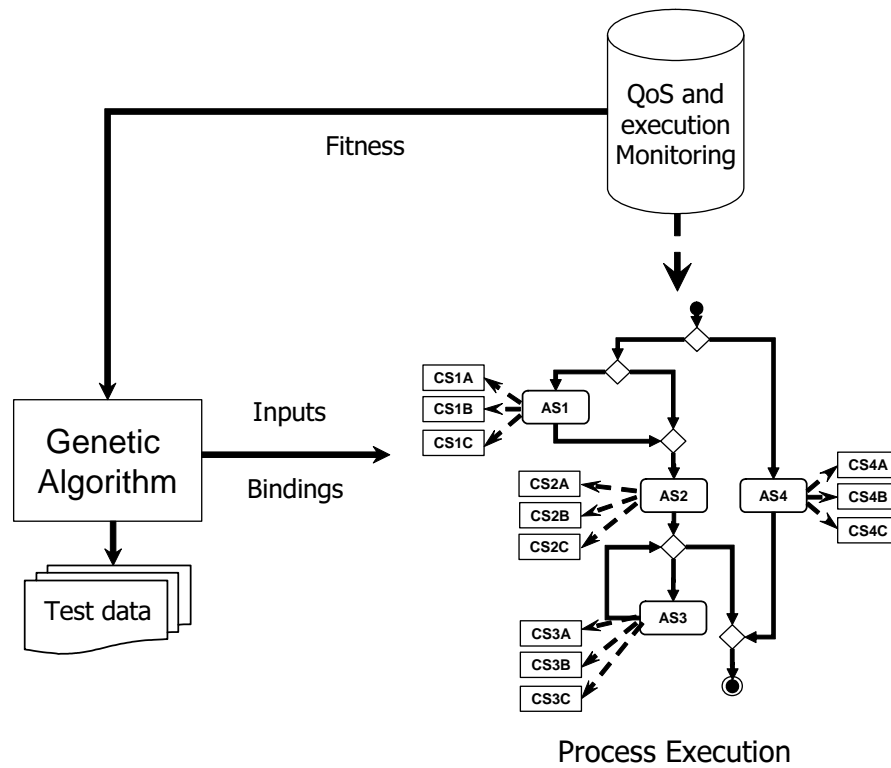 QoS and
execution
Monitoring
Fitness
CS1A
CS1B
CS1C
AS1
Genetic
Algorithm
Inputs
Bindings
CS2A
CS2B
CS2C
AS2
AS4
CS4A
CS4B
CS4C
Test data
AS3
CS3A
CS3B
CS3C
Process Execution